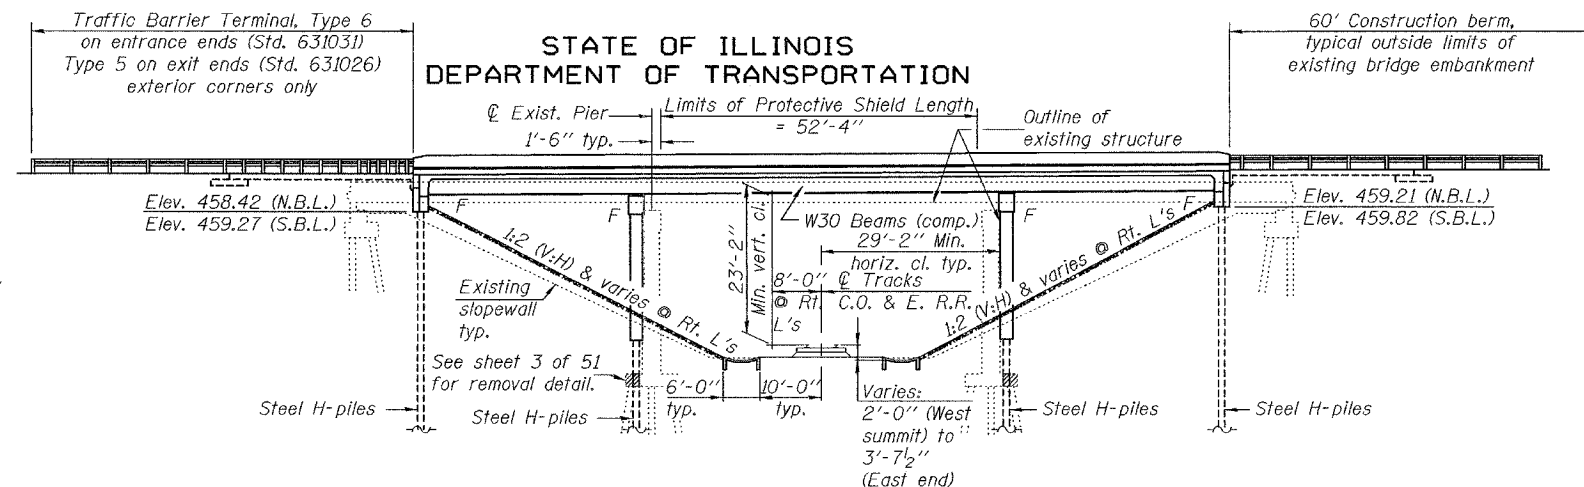 Traffic Barrier Terminal, Type 6
on entrance ends (Std. 631031)
Type 5 on exit ends (Std. 631026)
exterior corners only
STATE OF ILLINOIS
DEPARTMENT OF TRANSPORTATION
60' Construction berm,
typical outside limits of
existing bridge embankment
℄ Exist. Pier
1'-6" typ.
Limits of Protective Shield Length
= 52'-4"
Outline of
existing structure
Elev. 458.42 (N.B.L.)
Elev. 459.27 (S.B.L.)
F
F
F
F
Elev. 459.21 (N.B.L.)
Elev. 459.82 (S.B.L.)
W30 Beams (comp.)
29'-2" Min.
horiz. cl. typ.
23'-2"
Min. vert. cl.
8'-0"
@ Rt.
L's
℄ Tracks
C.O. & E. R.R.
1:2 (V:H) & varies @ Rt. L's
1:2 (V:H) & varies @ Rt. L's
Existing
slopewall
typ.
See sheet 3 of 51
for removal detail.
6'-0"
typ.
10'-0"
typ.
Varies:
2'-0" (West
summit) to
3'-7½"
(East end)
Steel H-piles
Steel H-piles
Steel H-piles
Steel H-piles